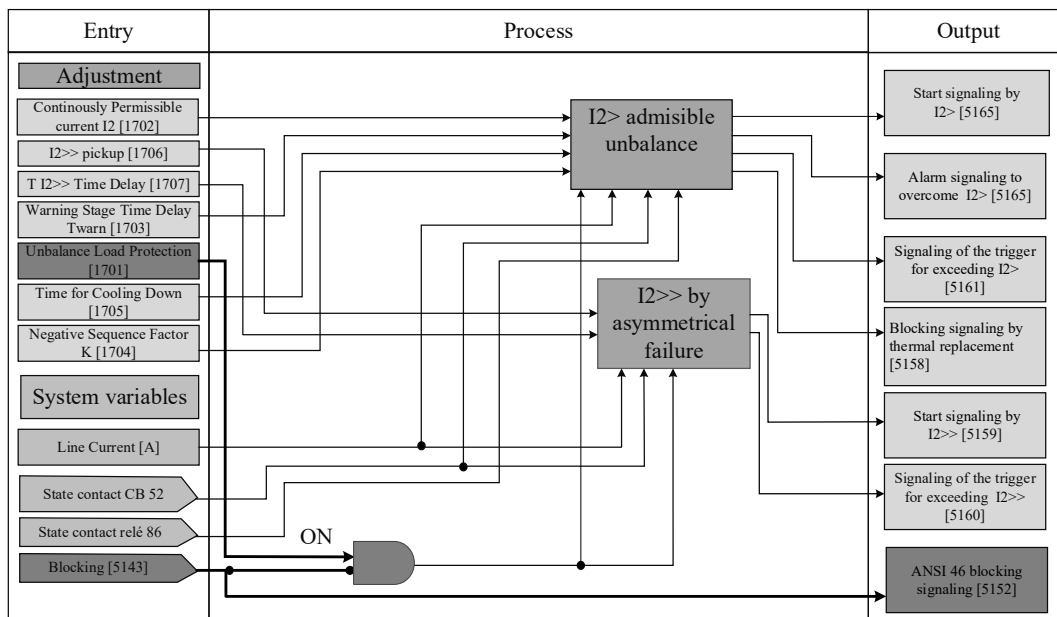 Entry
Process
Output
Adjustment
Continously Permissible
current I2 [1702]
I2>> pickup [1706]
T I2>> Time Delay [1707]
Warning Stage Time Delay
Twarn [1703]
Unbalance Load Protection
[1701]
Time for Cooling Down
[1705]
Negative Sequence Factor
K [1704]
System variables
Line Current [A]
State contact CB 52
State contact relé 86
Blocking [5143]
I2> admisible
unbalance
I2>> by
asymmetrical
failure
ON
Start signaling by
I2> [5165]
Alarm signaling to
overcome I2> [5165]
Signaling of the trigger
for exceeding I2>
[5161]
Blocking signaling by
thermal replacement
[5158]
Start signaling by
I2>> [5159]
Signaling of the trigger
for exceeding I2>>
[5160]
ANSI 46 blocking
signaling [5152]